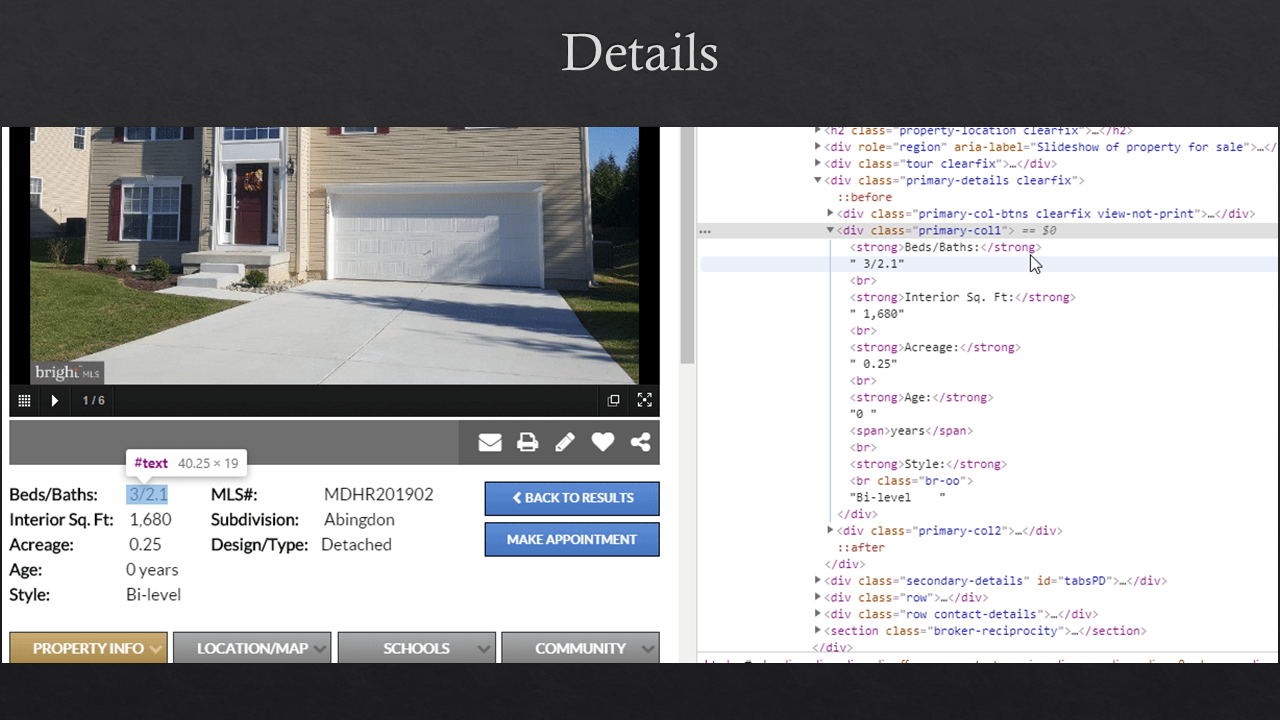 Details
bright MLS
1 / 6
#text 40.25 × 19
Beds/Baths: 3/2.1 MLS#: MDHR201902
Interior Sq. Ft: 1,680 Subdivision: Abingdon
Acreage: 0.25 Design/Type: Detached
Age: 0 years
Style: Bi-level
BACK TO RESULTS
MAKE APPOINTMENT
PROPERTY INFO LOCATION/MAP SCHOOLS COMMUNITY
<h2 class="property-location clearfix">…</h2>
<div role="region" aria-label="Slideshow of property for sale">…</
<div class="tour clearfix">…</div>
<div class="primary-details clearfix">
::before
<div class="primary-col-btns clearfix view-not-print">…</div>
… <div class="primary-col1"> == $0
<strong>Beds/Baths:</strong>
" 3/2.1"
<br>
<strong>Interior Sq. Ft:</strong>
" 1,680"
<br>
<strong>Acreage:</strong>
" 0.25"
<br>
<strong>Age:</strong>
"0 "
<span>years</span>
<br>
<strong>Style:</strong>
<br class="br-oo">
"Bi-level    "
</div>
<div class="primary-col2">…</div>
::after
</div>
<div class="secondary-details" id="tabsPD">…</div>
<div class="row">…</div>
<div class="row contact-details">…</div>
<section class="broker-reciprocity">…</section>
</div>